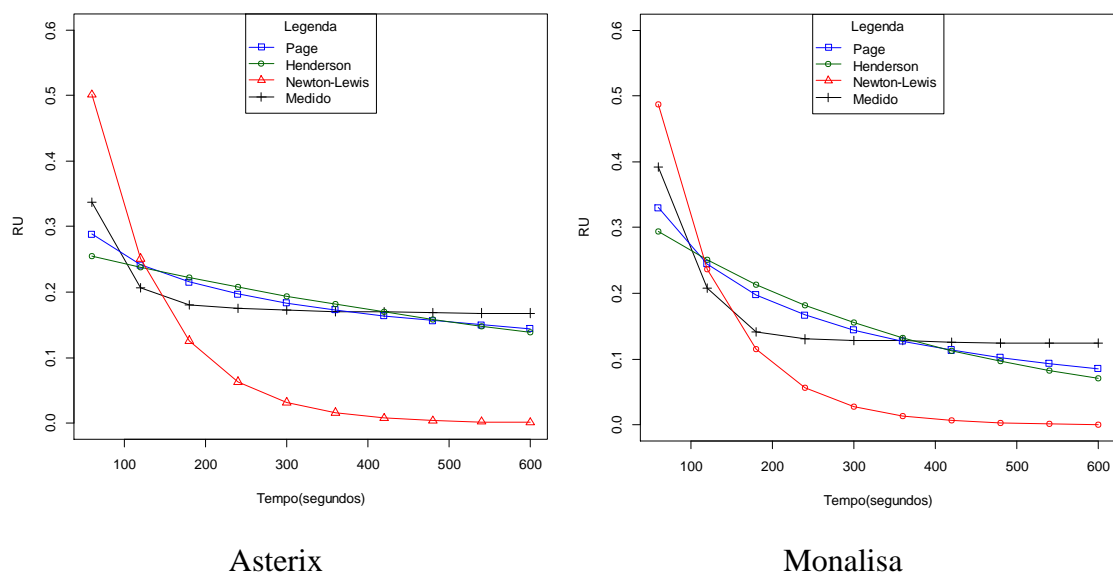 Legenda
Page
Henderson
Newton-Lewis
Medido
RU
0.6
0.5
0.4
0.3
0.2
0.1
0.0
100 200 300 400 500 600
Tempo(segundos)
Asterix
Legenda
Page
Henderson
Newton-Lewis
Medido
RU
0.6
0.5
0.4
0.3
0.2
0.1
0.0
100 200 300 400 500 600
Tempo(segundos)
Monalisa